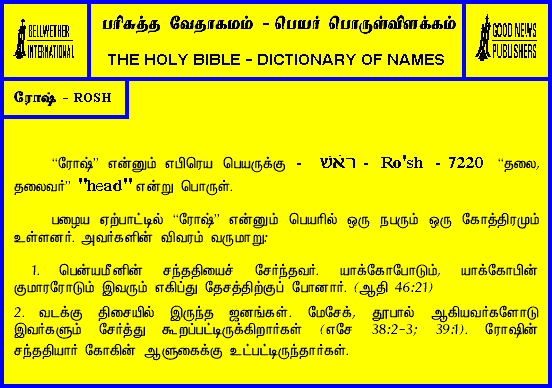 BELLWETHER
INTERNATIONAL
பரிசுத்த வேதாகமம் - பெயர் பொருள்விளக்கம்
THE HOLY BIBLE - DICTIONARY OF NAMES
GOOD NEWS
PUBLISHERS
ரோஷ் - ROSH
“ரோஷ்” என்னும் எபிரெய பெயருக்கு - רֹאשׁ - Ro'sh - 7220 “தலை,
தலைவர்” "head" என்று பொருள்.
பழைய ஏற்பாட்டில் “ரோஷ்” என்னும் பெயரில் ஒரு நபரும் ஒரு கோத்திரமும்
உள்ளனர். அவர்களின் விவரம் வருமாறு:
1. பென்யமீனின் சந்ததியைச் சேர்ந்தவர். யாக்கோபோடும், யாக்கோபின்
குமாரரோடும் இவரும் எகிப்து தேசத்திற்குப் போனார். (ஆதி 46:21)
2. வடக்கு திசையில் இருந்த ஜனங்கள். மேசேக், தூபால் ஆகியவர்களோடு
இவர்களும் சேர்த்து கூறப்பட்டிருக்கிறார்கள் (எசே 38:2-3; 39:1). ரோஷின்
சந்ததியார் கோகின் ஆளுகைக்கு உட்பட்டிருந்தார்கள்.